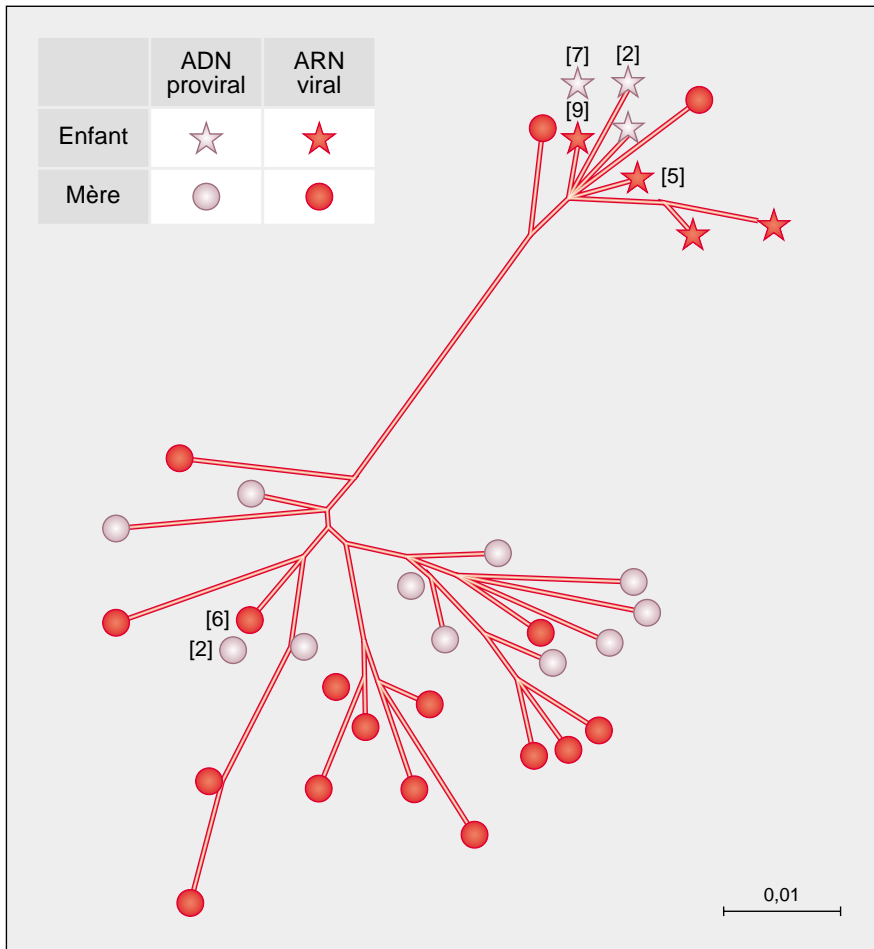 ADN
proviral
ARN
viral
Enfant
Mère
[7]
[2]
[9]
[5]
[6]
[2]
0,01